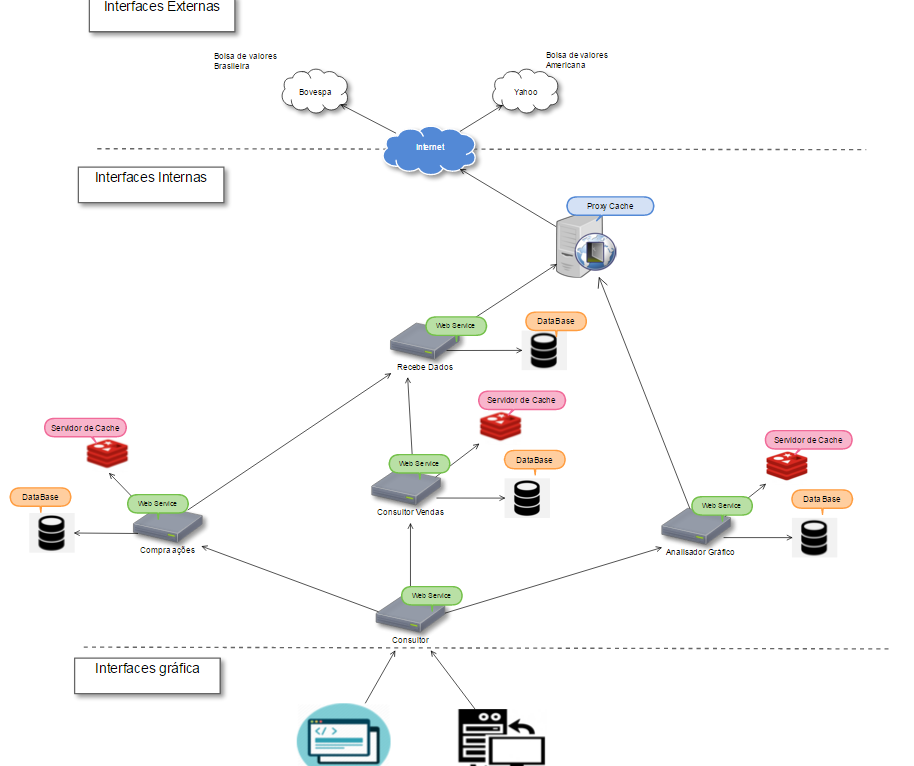 Interfaces Externas
Bolsa de valores
Brasileira
Bolsa de valores
Americana
Bovespa
Yahoo
Internet
Interfaces Internas
Proxy Cache
Web Service
DataBase
Recebe Dados
Servidor de Cache
Servidor de Cache
Servidor de Cache
Web Service
DataBase
DataBase
Web Service
Consultor Vendas
Web Service
DataBase
Compra ações
Analisador Gráfico
Web Service
Consultor
Interfaces gráfica